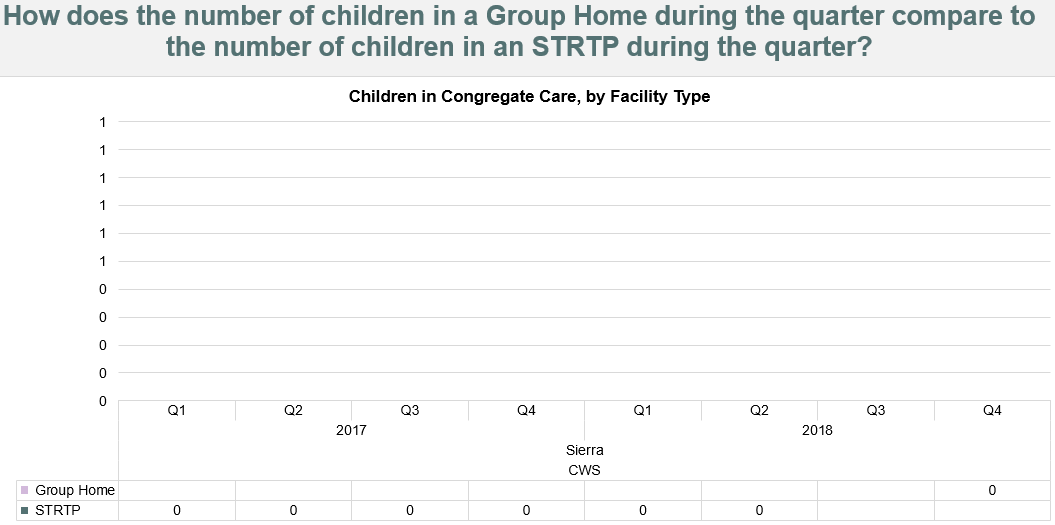 How does the number of children in a Group Home during the quarter compare to
the number of children in an STRTP during the quarter?
Children in Congregate Care, by Facility Type
1
1
1
1
1
1
0
0
0
0
0
Q1 Q2 Q3 Q4 Q1 Q2 Q3 Q4
2017 2018
Sierra
CWS
Group Home 0
STRTP 0 0 0 0 0 0